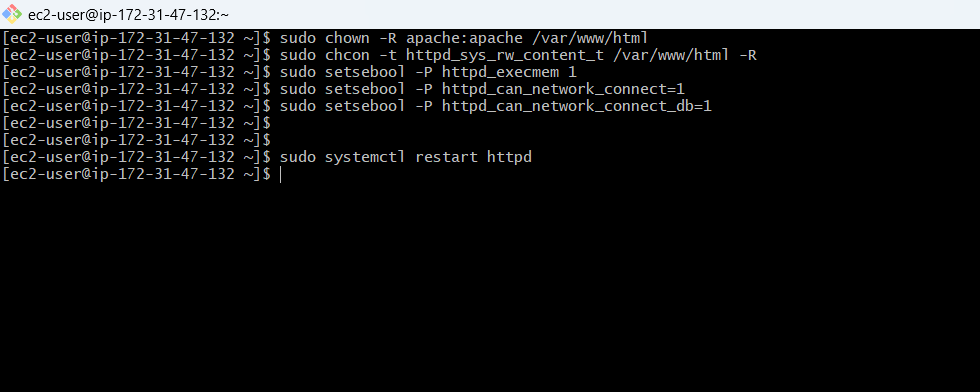 ec2-user@ip-172-31-47-132:~
[ec2-user@ip-172-31-47-132 ~]$ sudo chown -R apache:apache /var/www/html
[ec2-user@ip-172-31-47-132 ~]$ sudo chcon -t httpd_sys_rw_content_t /var/www/html -R
[ec2-user@ip-172-31-47-132 ~]$ sudo setsebool -P httpd_execmem 1
[ec2-user@ip-172-31-47-132 ~]$ sudo setsebool -P httpd_can_network_connect=1
[ec2-user@ip-172-31-47-132 ~]$ sudo setsebool -P httpd_can_network_connect_db=1
[ec2-user@ip-172-31-47-132 ~]$
[ec2-user@ip-172-31-47-132 ~]$
[ec2-user@ip-172-31-47-132 ~]$ sudo systemctl restart httpd
[ec2-user@ip-172-31-47-132 ~]$